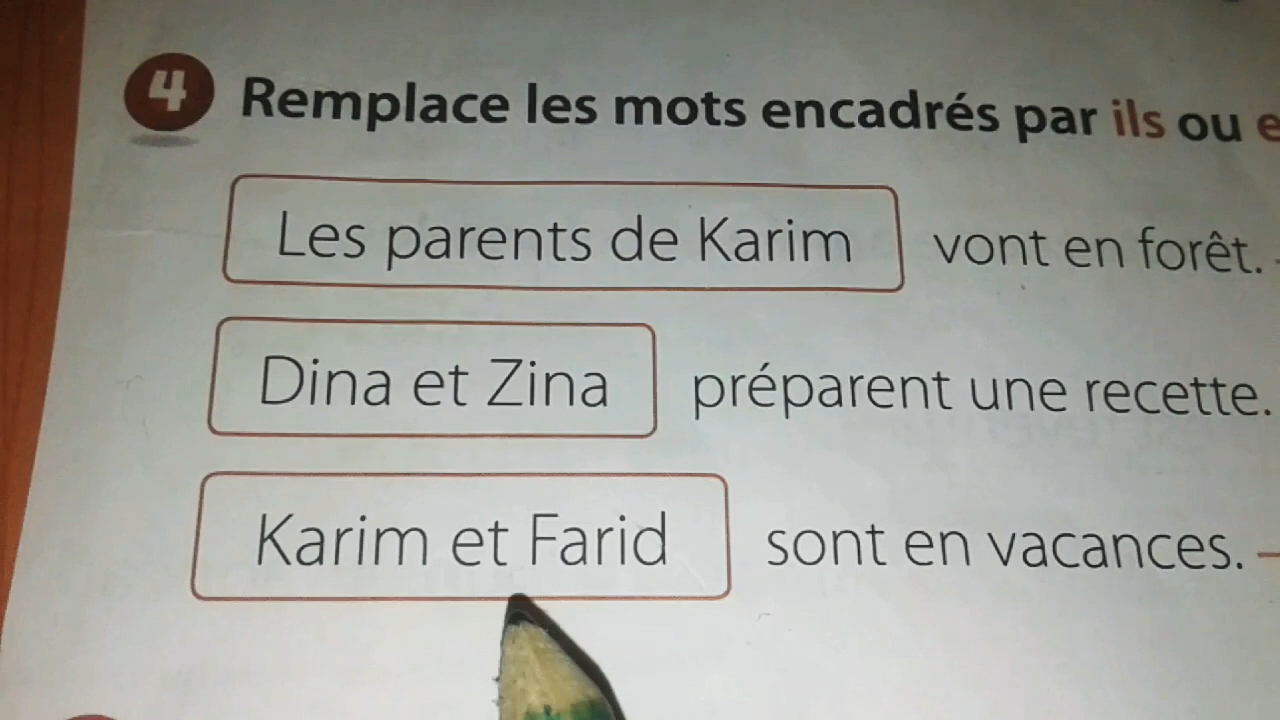 4 Remplace les mots encadrés par ils ou
Les parents de Karim vont en forêt.
Dina et Zina préparent une recette.
Karim et Farid sont en vacances.